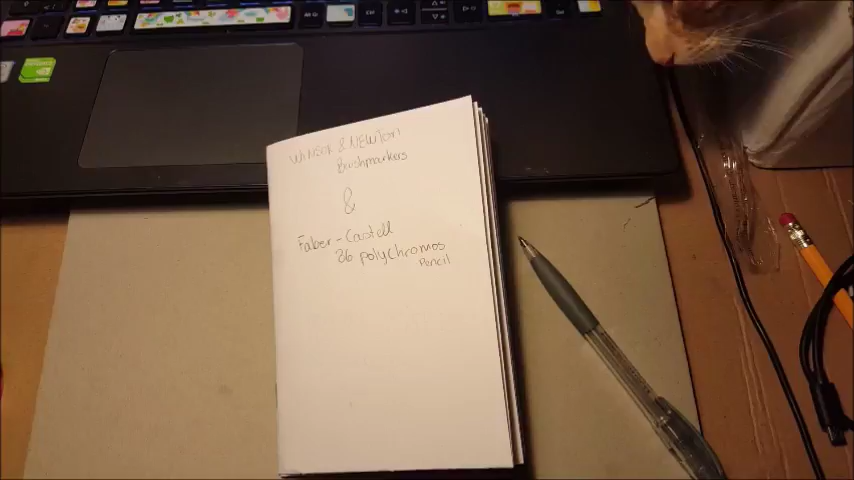 WINSOR & NEWTON
Brushmarkers
&
Faber-Castell
36 polychromos
Pencil